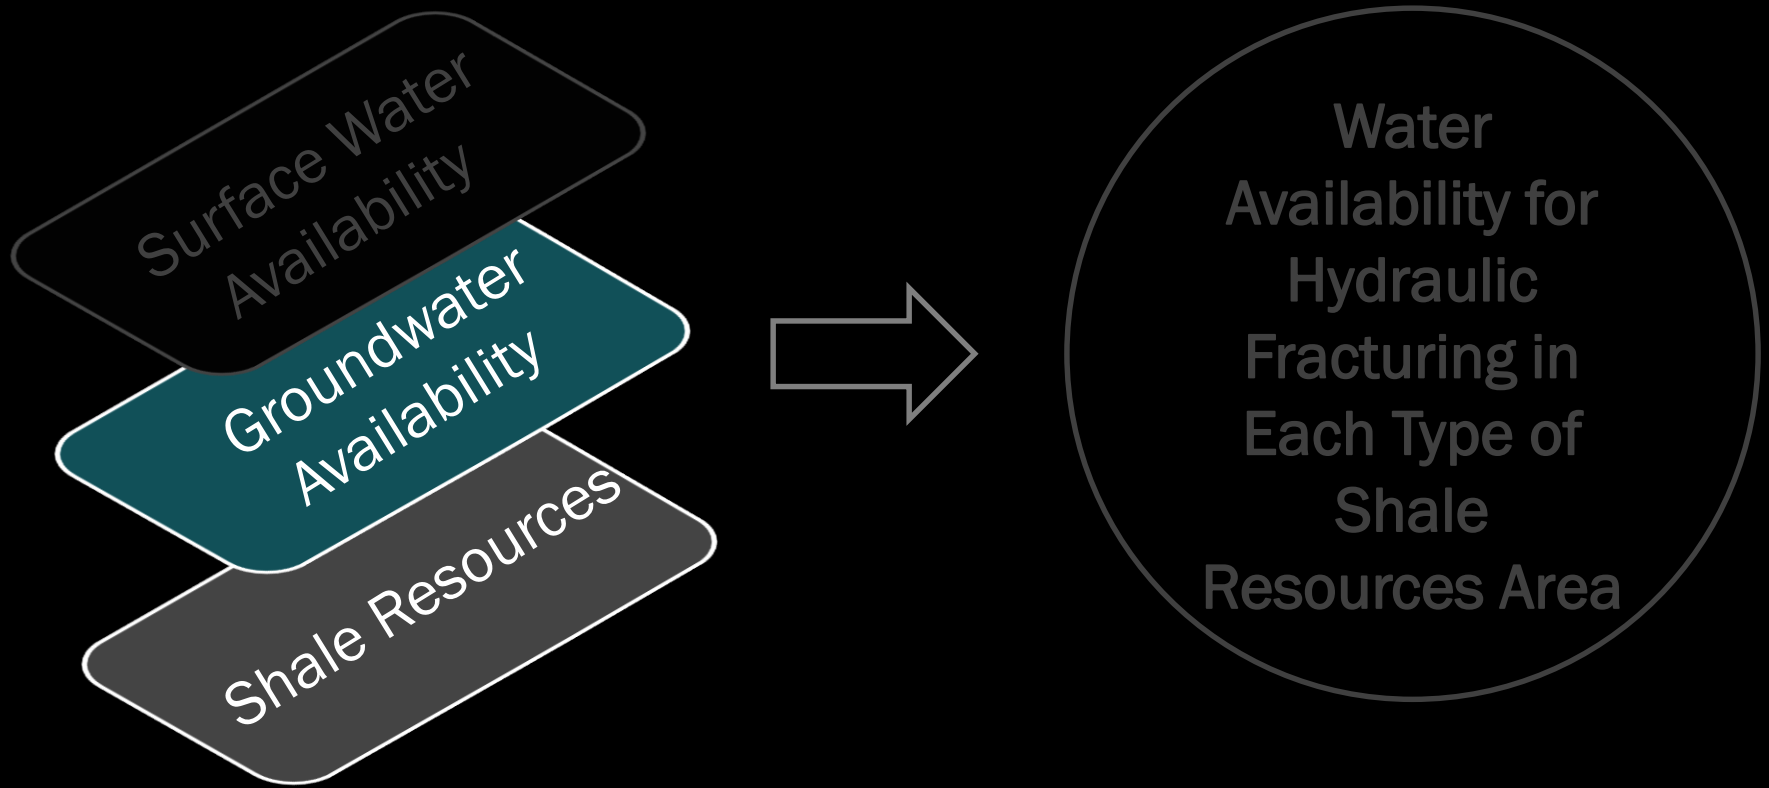 Surface Water
Availability
Groundwater
Availability
Shale Resources
Water
Availability for
Hydraulic
Fracturing in
Each Type of
Shale
Resources Area